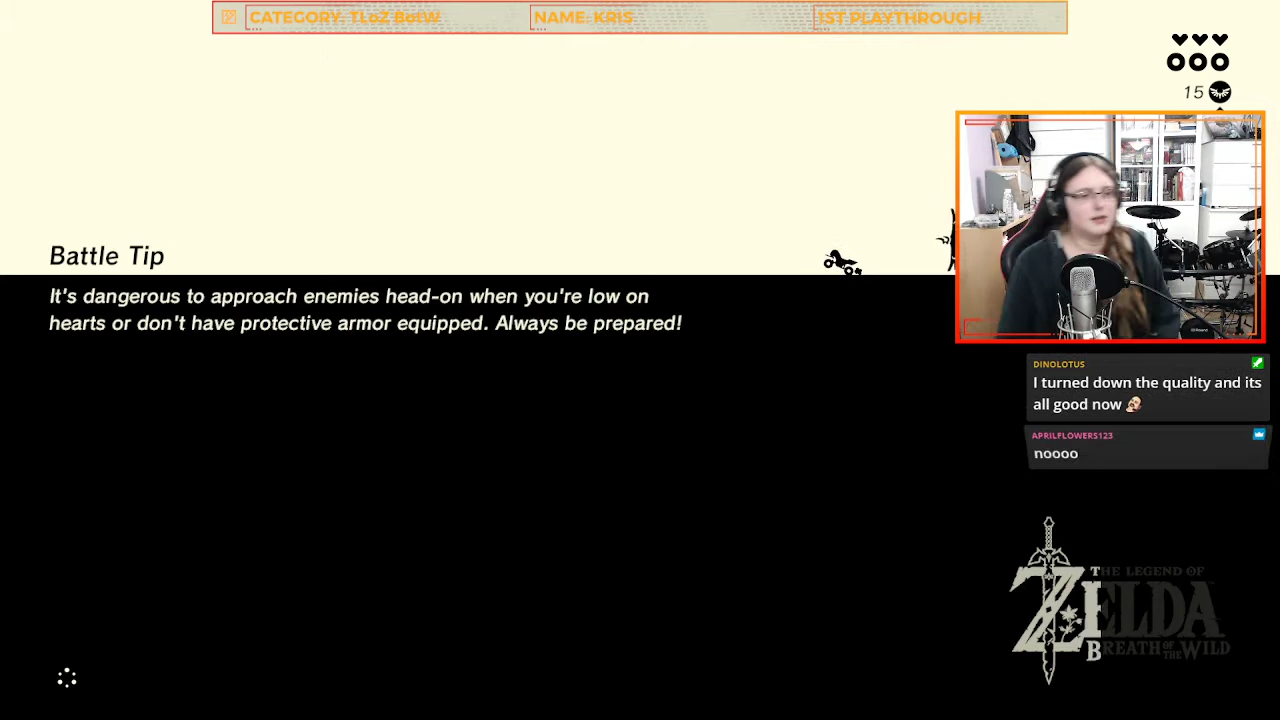 CATEGORY: TLoZ BotW
NAME: KRIS
1ST PLAYTHROUGH
15
Battle Tip
It's dangerous to approach enemies head-on when you're low on
hearts or don't have protective armor equipped. Always be prepared!
DINOLOTUS
I turned down the quality and its
all good now
APRILFLOWERS123
noooo
THE LEGEND OF
ZELDA
BREATH OF THE WILD